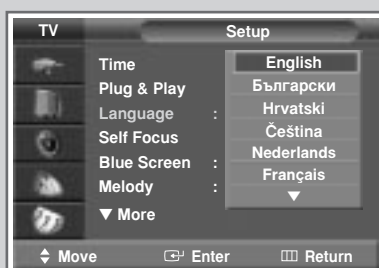 TV Setup
Time
Plug & Play
Language :
Self Focus
Blue Screen :
Melody :
▼ More
English
Български
Hrvatski
Čeština
Nederlands
Français
▼
Move Enter Return